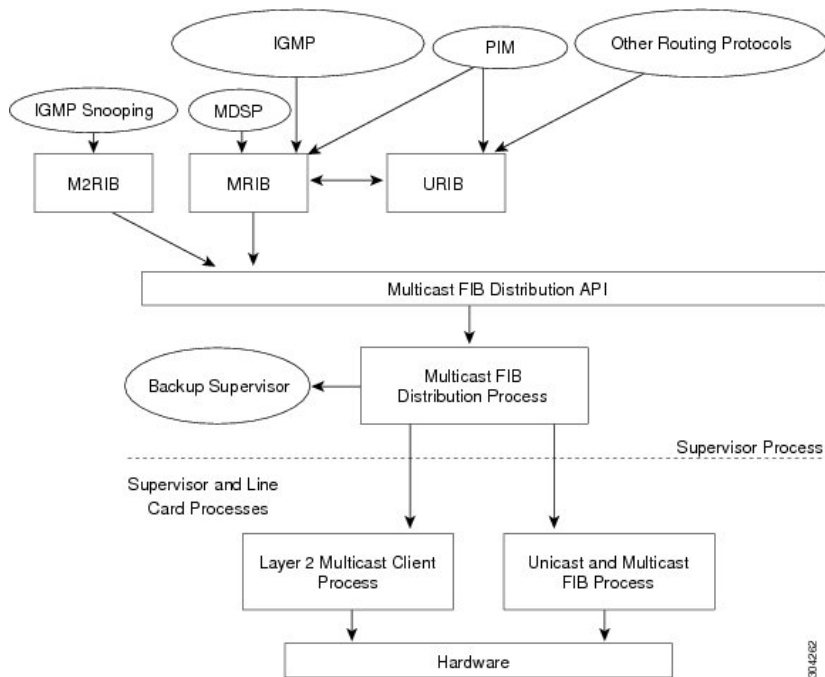 IGMP
PIM
Other Routing Protocols
IGMP Snooping
MDSP
M2RIB
MRIB
URIB
Multicast FIB Distribution API
Backup Supervisor
Multicast FIB
Distribution Process
Supervisor Process
Supervisor and Line
Card Processes
Layer 2 Multicast Client
Process
Unicast and Multicast
FIB Process
Hardware
304262